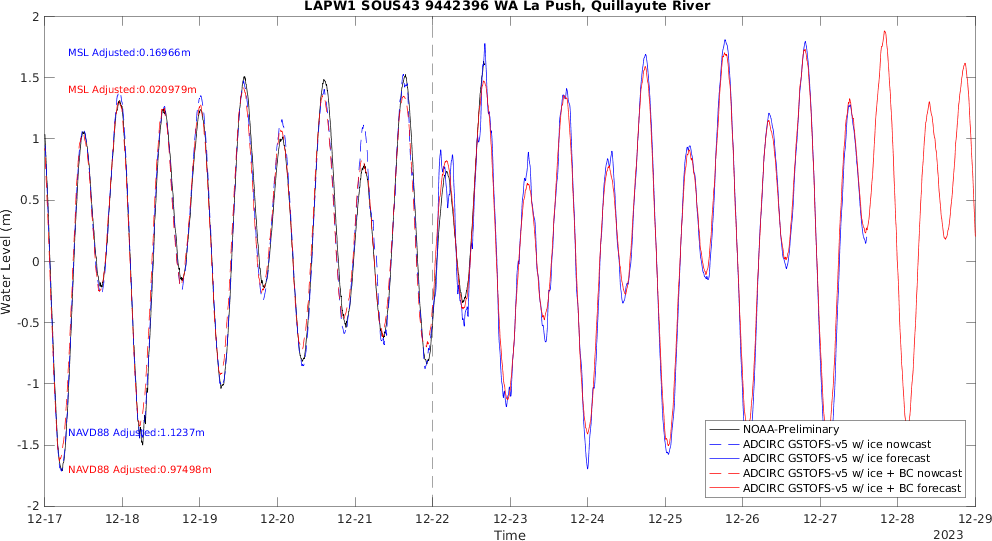 LAPW1 SOUS43 9442396 WA La Push, Quillayute River
Water Level (m)
2
1.5
1
0.5
0
-0.5
-1
-1.5
-2
MSL Adjusted:0.16966m
MSL Adjusted:0.020979m
NAVD88 Adjusted:1.1237m
NAVD88 Adjusted:0.97498m
NOAA-Preliminary
ADCIRC GSTOFS-v5 w/ ice nowcast
ADCIRC GSTOFS-v5 w/ ice forecast
ADCIRC GSTOFS-v5 w/ ice + BC nowcast
ADCIRC GSTOFS-v5 w/ ice + BC forecast
12-17 12-18 12-19 12-20 12-21 12-22 12-23 12-24 12-25 12-26 12-27 12-28 12-29
Time
2023